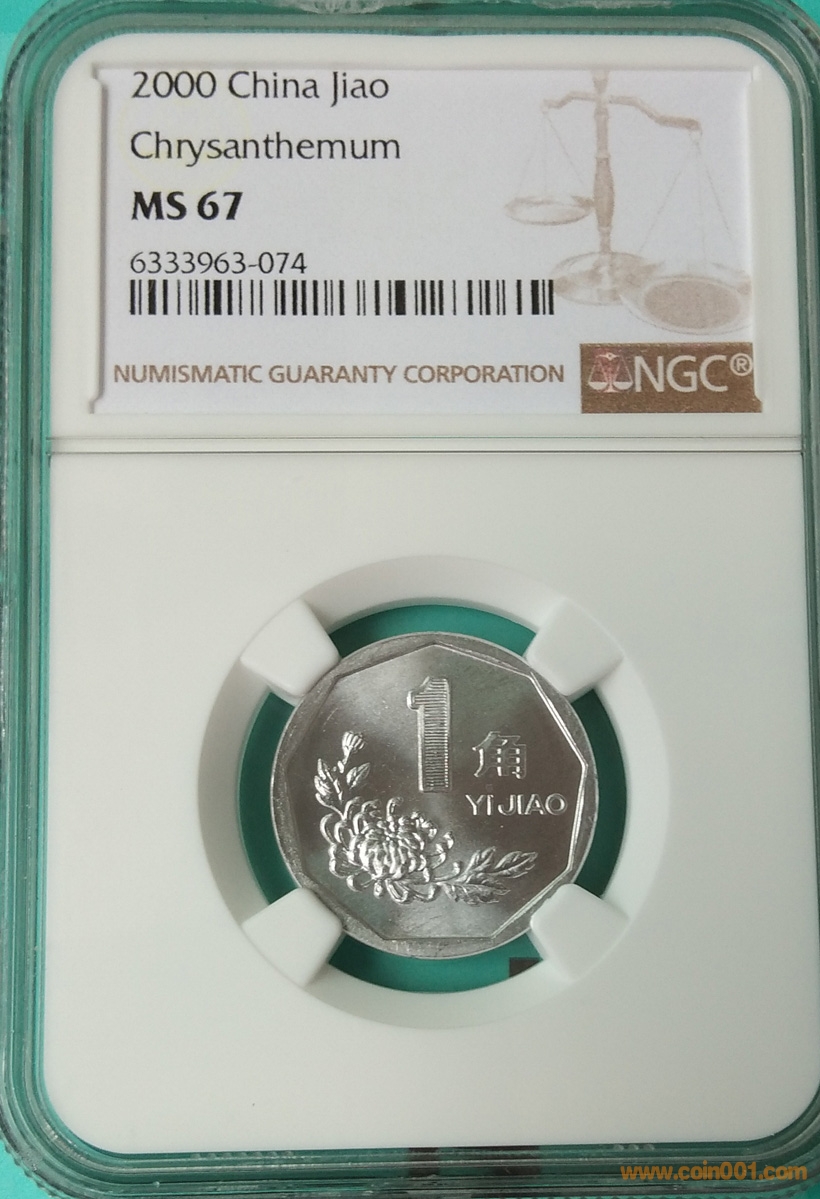 2000 China Jiao
Chrysanthemum
MS 67
6333963-074
NUMISMATIC GUARANTY CORPORATION
NGC®
1
角
YI JIAO
www.coin001.com